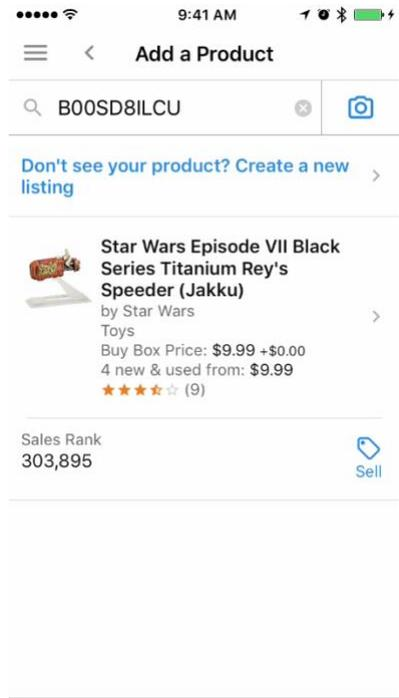 9:41 AM
Add a Product
B00SD8ILCU
Don't see your product? Create a new
listing
Star Wars Episode VII Black
Series Titanium Rey's
Speeder (Jakku)
by Star Wars
Toys
Buy Box Price: $9.99 +$0.00
4 new & used from: $9.99
(9)
Sales Rank
303,895
Sell